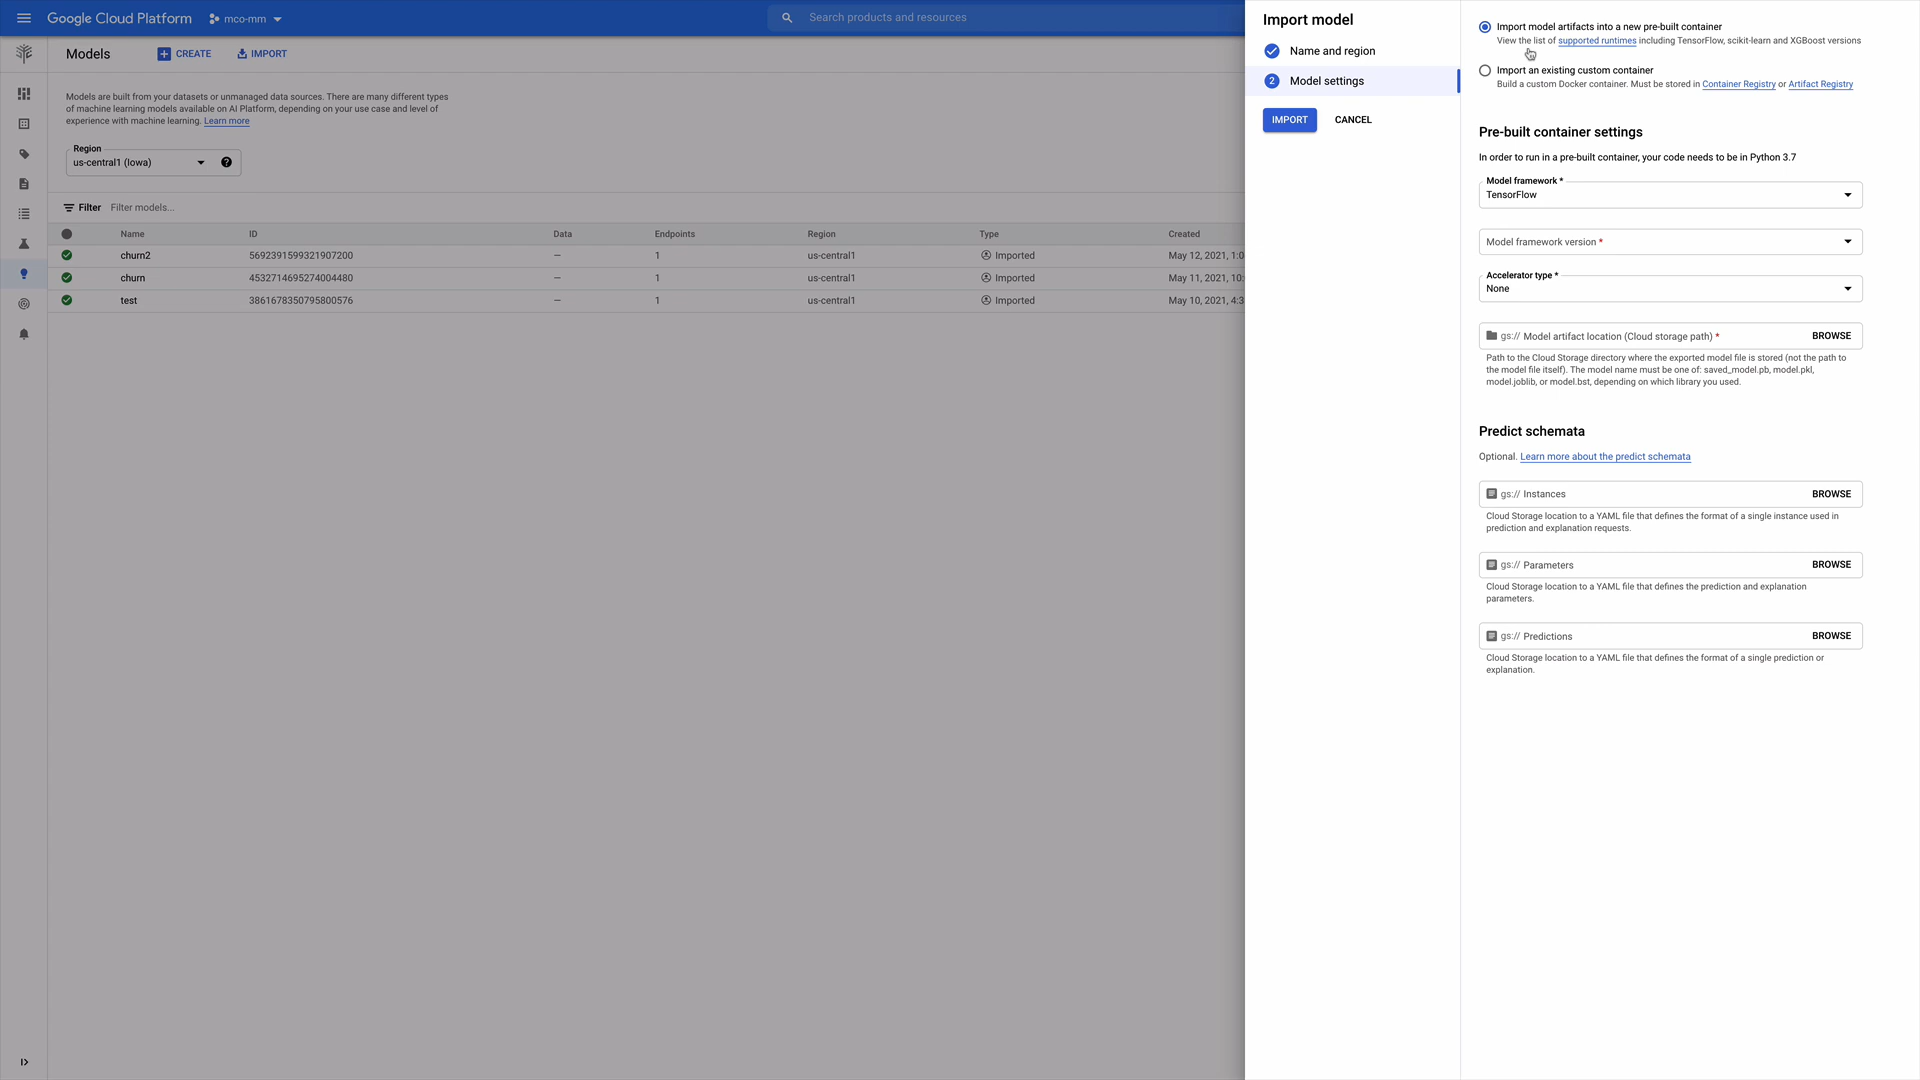 Google Cloud Platform
mco-mm
Search products and resources
Models
CREATE
IMPORT
Models are built from your datasets or unmanaged data sources. There are many different types
of machine learning models available on AI Platform, depending on your use case and level of
experience with machine learning. Learn more
Region
us-central1 (Iowa)
Filter
Filter models...
Name ID Data Endpoints Region Type Created
churn2 5692391599321907200 — 1 us-central1 Imported May 12, 2021, 1:0
churn 4532714695274004480 — 1 us-central1 Imported May 11, 2021, 10:
test 3861678350795800576 — 1 us-central1 Imported May 10, 2021, 4:3
Import model
Name and region
2 Model settings
IMPORT
CANCEL
Import model artifacts into a new pre-built container
View the list of supported runtimes including TensorFlow, scikit-learn and XGBoost versions
Import an existing custom container
Build a custom Docker container. Must be stored in Container Registry or Artifact Registry
Pre-built container settings
In order to run in a pre-built container, your code needs to be in Python 3.7
Model framework *
TensorFlow
Model framework version *
Accelerator type *
None
gs:// Model artifact location (Cloud storage path) * BROWSE
Path to the Cloud Storage directory where the exported model file is stored (not the path to
the model file itself). The model name must be one of: saved_model.pb, model.pkl,
model.joblib, or model.bst, depending on which library you used.
Predict schemata
Optional. Learn more about the predict schemata
gs:// Instances BROWSE
Cloud Storage location to a YAML file that defines the format of a single instance used in
prediction and explanation requests.
gs:// Parameters BROWSE
Cloud Storage location to a YAML file that defines the prediction and explanation
parameters.
gs:// Predictions BROWSE
Cloud Storage location to a YAML file that defines the format of a single prediction or
explanation.